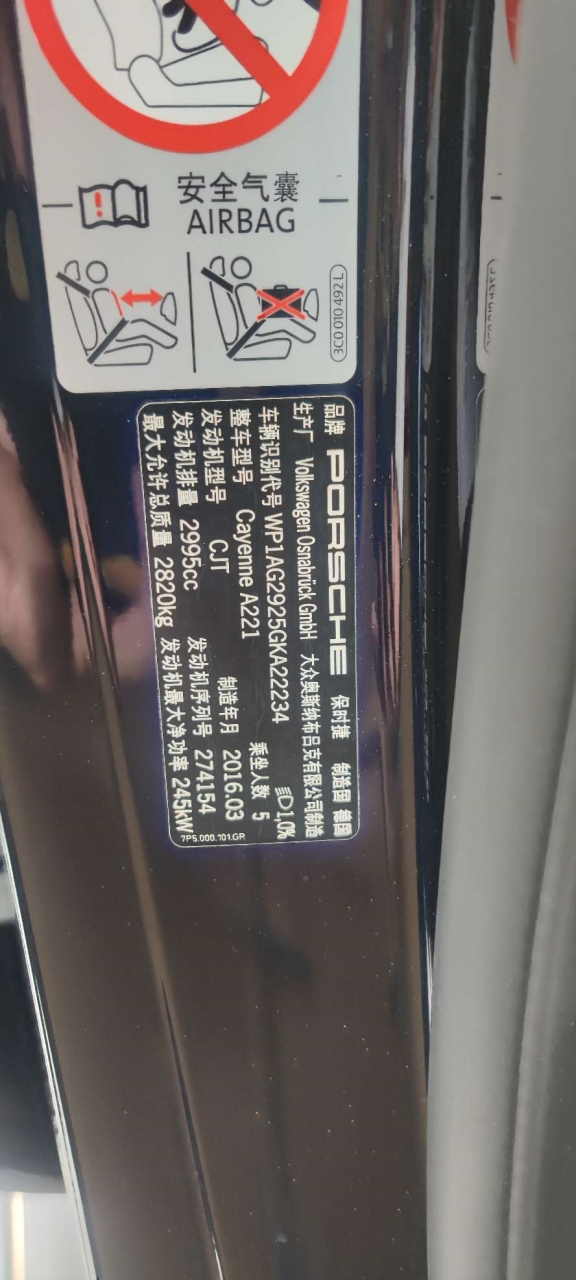 安全气囊
AIRBAG
3C0 010 492L
品牌 PORSCHE 保时捷 制造国 德国
生产厂 Volkswagen Osnabrück GmbH 大众奥斯纳布吕克有限公司制造
车辆识别代号 WP1AG2925GKA22234 1,0%
整车型号 Cayenne A221 乘坐人数 5
发动机型号 CJT 制造年月 2016.03
发动机排量 2995cc 发动机序列号 274154
最大允许总质量 2820kg 发动机最大净功率 245kW
7P5.000.101.GR